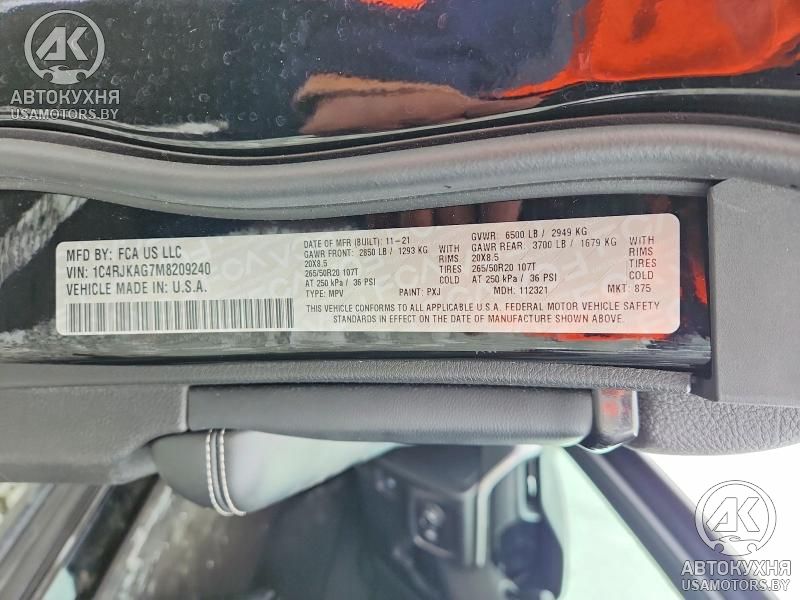 АК
АВТОКУХНЯ
USAMOTORS.BY
MFD BY: FCA US LLC
VIN: 1C4RJKAG7M8209240
VEHICLE MADE IN: U.S.A.
DATE OF MFR (BUILT): 11-21
GAWR FRONT: 2850 LB / 1293 KG
20X8.5
265/50R20 107T
AT 250 kPa / 36 PSI
TYPE: MPV
WITH
TIRES
RIMS
COLD
PAINT: PXJ
GVWR: 6500 LB / 2949 KG
GAWR REAR: 3700 LB / 1679 KG
20X8.5
265/50R20 107T
AT 250 kPa / 36 PSI
MDH: 112321
WITH
TIRES
RIMS
COLD
MKT: 875
THIS VEHICLE CONFORMS TO ALL APPLICABLE U.S.A. FEDERAL MOTOR VEHICLE SAFETY
STANDARDS IN EFFECT ON THE DATE OF MANUFACTURE SHOWN ABOVE.
АК
АВТОКУХНЯ
USAMOTORS.BY